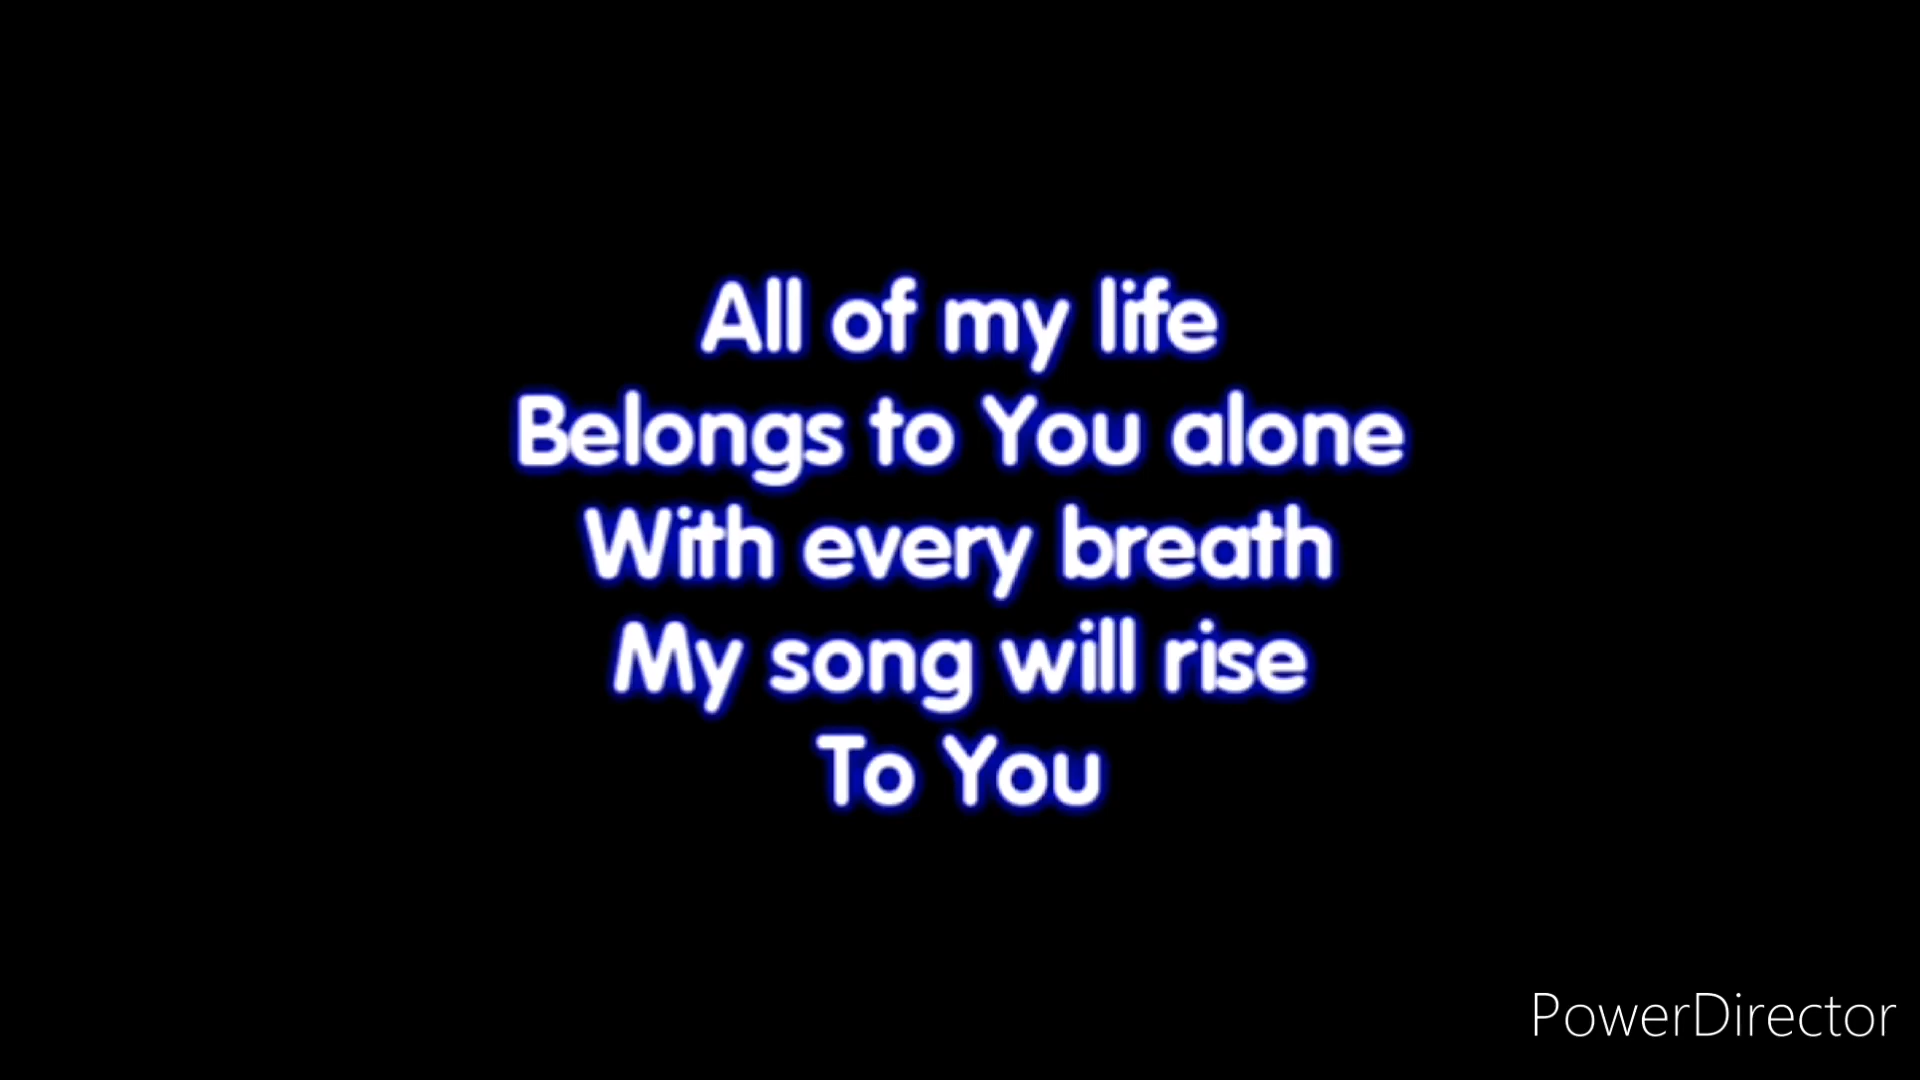 All of my life
Belongs to You alone
With every breath
My song will rise
To You
PowerDirector